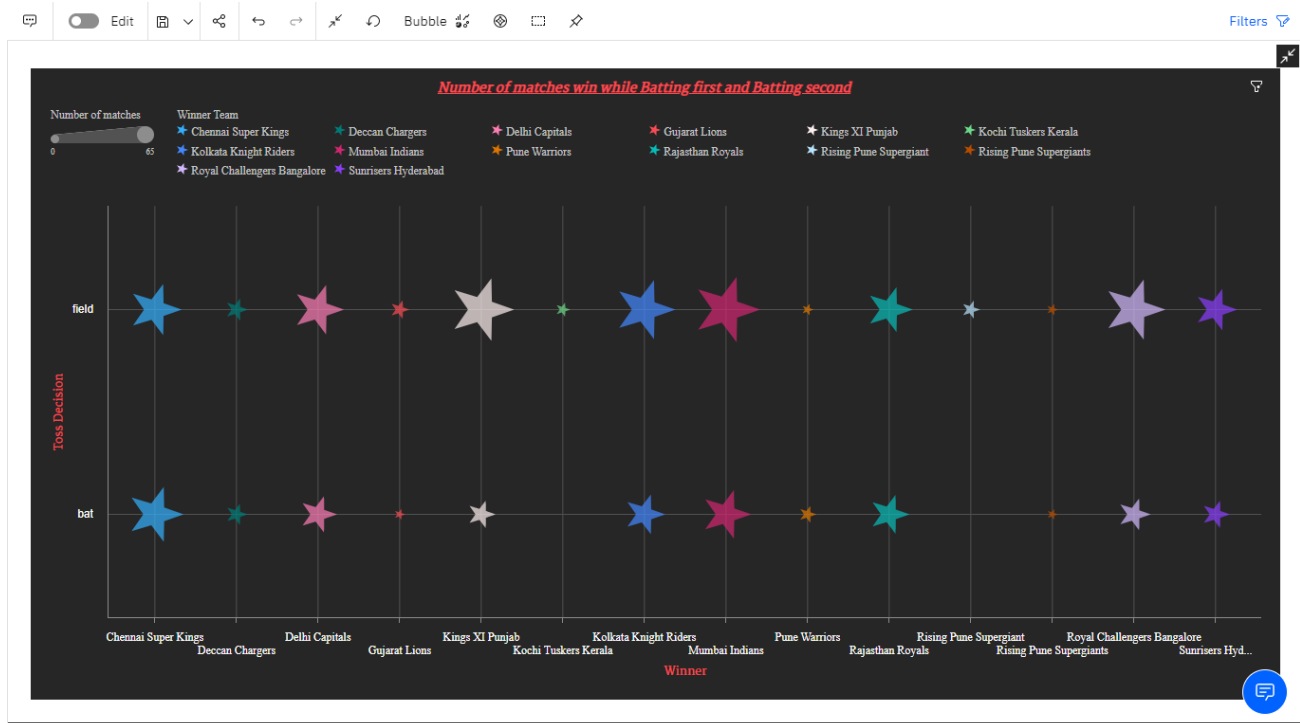 Edit Bubble Filters
Number of matches win while Batting first and Batting second
Number of matches Winner Team
Chennai Super Kings Deccan Chargers Delhi Capitals Gujarat Lions Kings XI Punjab Kochi Tuskers Kerala
0 65 Kolkata Knight Riders Mumbai Indians Pune Warriors Rajasthan Royals Rising Pune Supergiant Rising Pune Supergiants
Royal Challengers Bangalore Sunrisers Hyderabad
field
Toss Decision
bat
Chennai Super Kings Delhi Capitals Kings XI Punjab Kolkata Knight Riders Pune Warriors Rising Pune Supergiant Royal Challengers Bangalore
Deccan Chargers Gujarat Lions Kochi Tuskers Kerala Mumbai Indians Rajasthan Royals Rising Pune Supergiants Sunrisers Hyd...
Winner